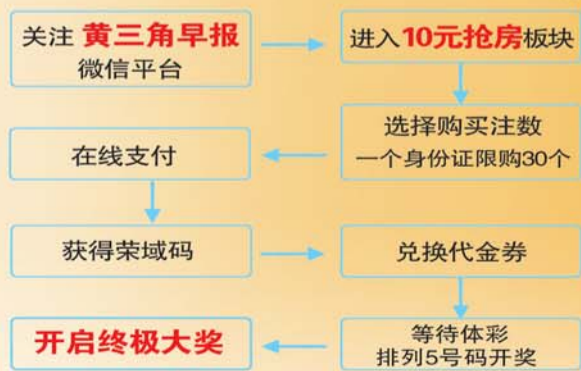 关注 黄三角早报
微信平台
进入10元抢房板块
选择购买注数
一个身份证限购30个
在线支付
获得荣域码
兑换代金券
等待体彩
排列5号码开奖
开启终极大奖